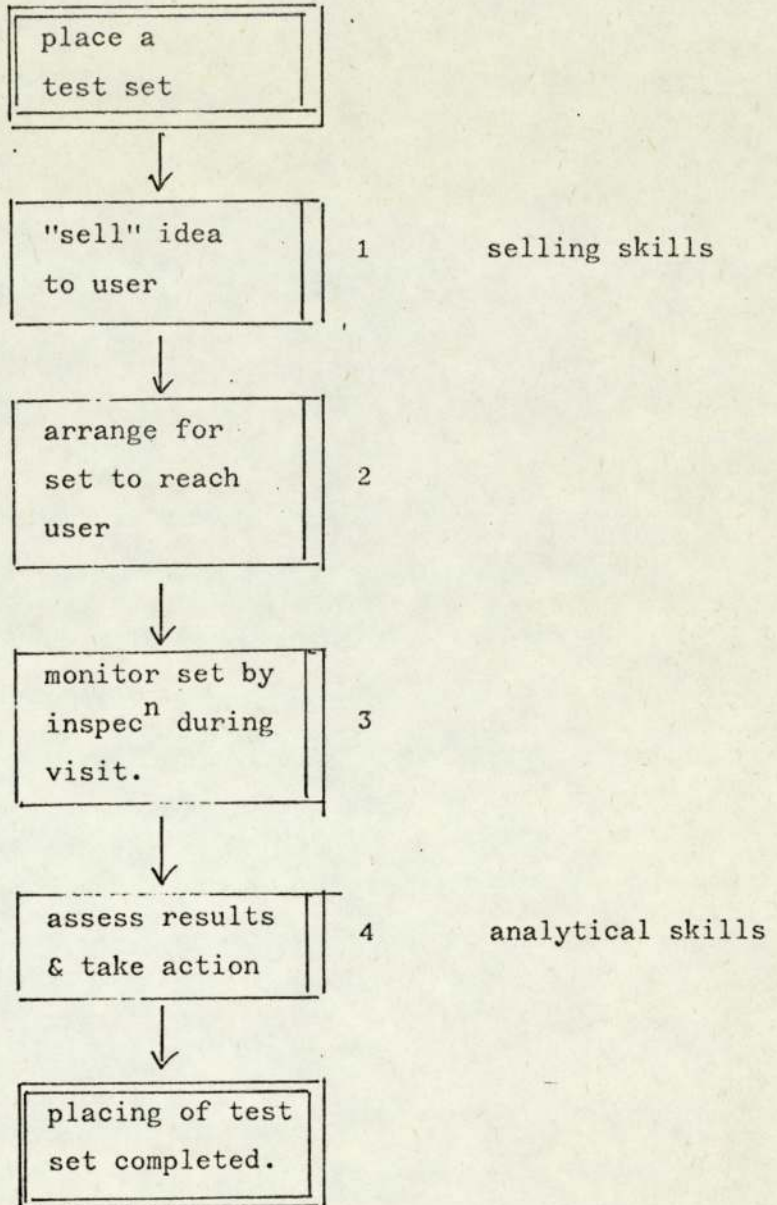 place a
test set
"sell" idea
to user
1 selling skills
arrange for
set to reach
user
2
monitor set by
inspecⁿ during
visit.
3
assess results
& take action
4 analytical skills
placing of test
set completed.